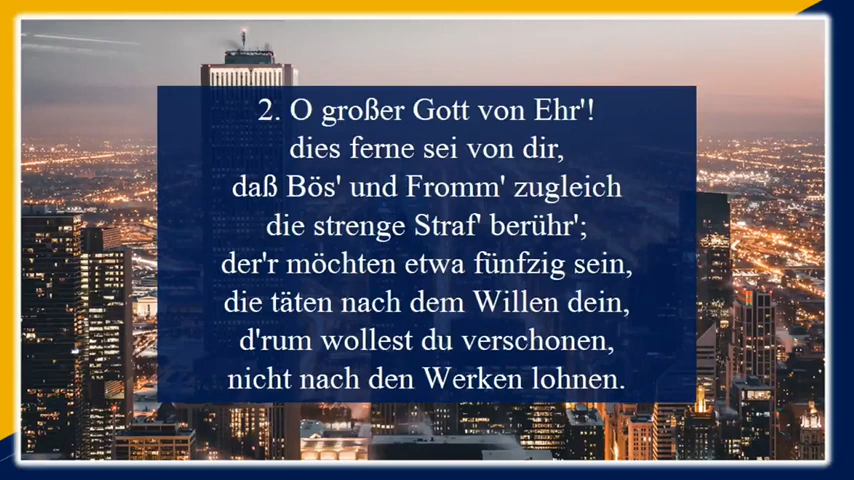 2. O großer Gott von Ehr'!
dies ferne sei von dir,
daß Bös' und Fromm' zugleich
die strenge Straf' berühr';
der'r möchten etwa fünfzig sein,
die täten nach dem Willen dein,
d'rum wollest du verschonen,
nicht nach den Werken lohnen.